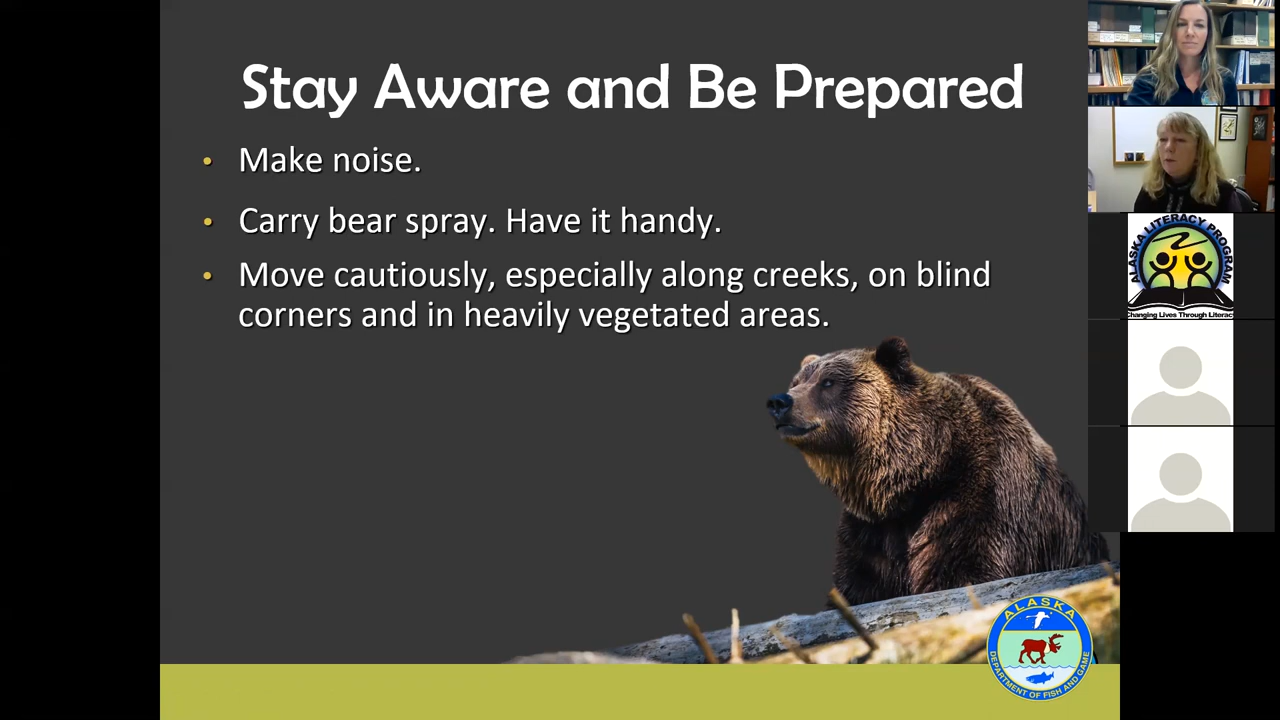 Stay Aware and Be Prepared
• Make noise.
• Carry bear spray. Have it handy.
• Move cautiously, especially along creeks, on blind
corners and in heavily vegetated areas.
ALASKA LITERACY PROGRAM
Changing Lives Through Literacy
ALASKA
DEPARTMENT OF FISH AND GAME